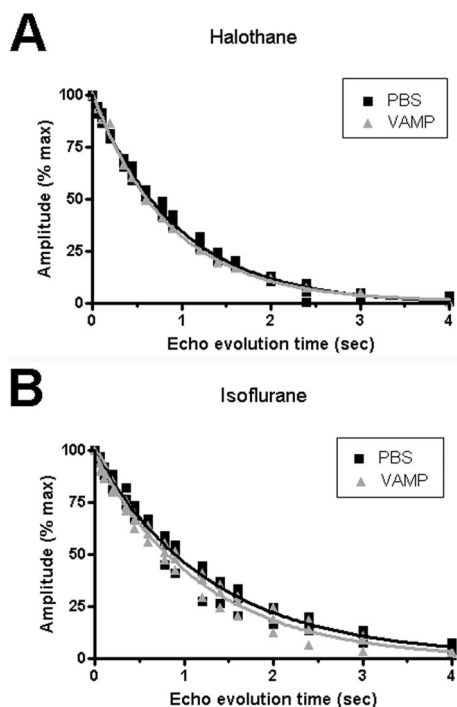 A
Halothane
PBS
VAMP
Amplitude (% max)
100
75
50
25
0
0 1 2 3 4
Echo evolution time (sec)
B
Isoflurane
PBS
VAMP
Amplitude (% max)
100
75
50
25
0
0 1 2 3 4
Echo evolution time (sec)